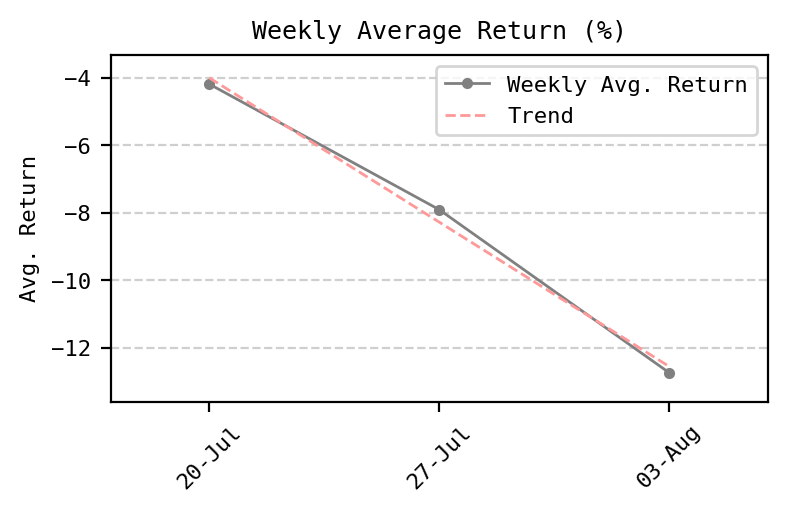 Weekly Average Return (%)
Weekly Avg. Return
Trend
Avg. Return
−4
−6
−8
−10
−12
20-Jul
27-Jul
03-Aug